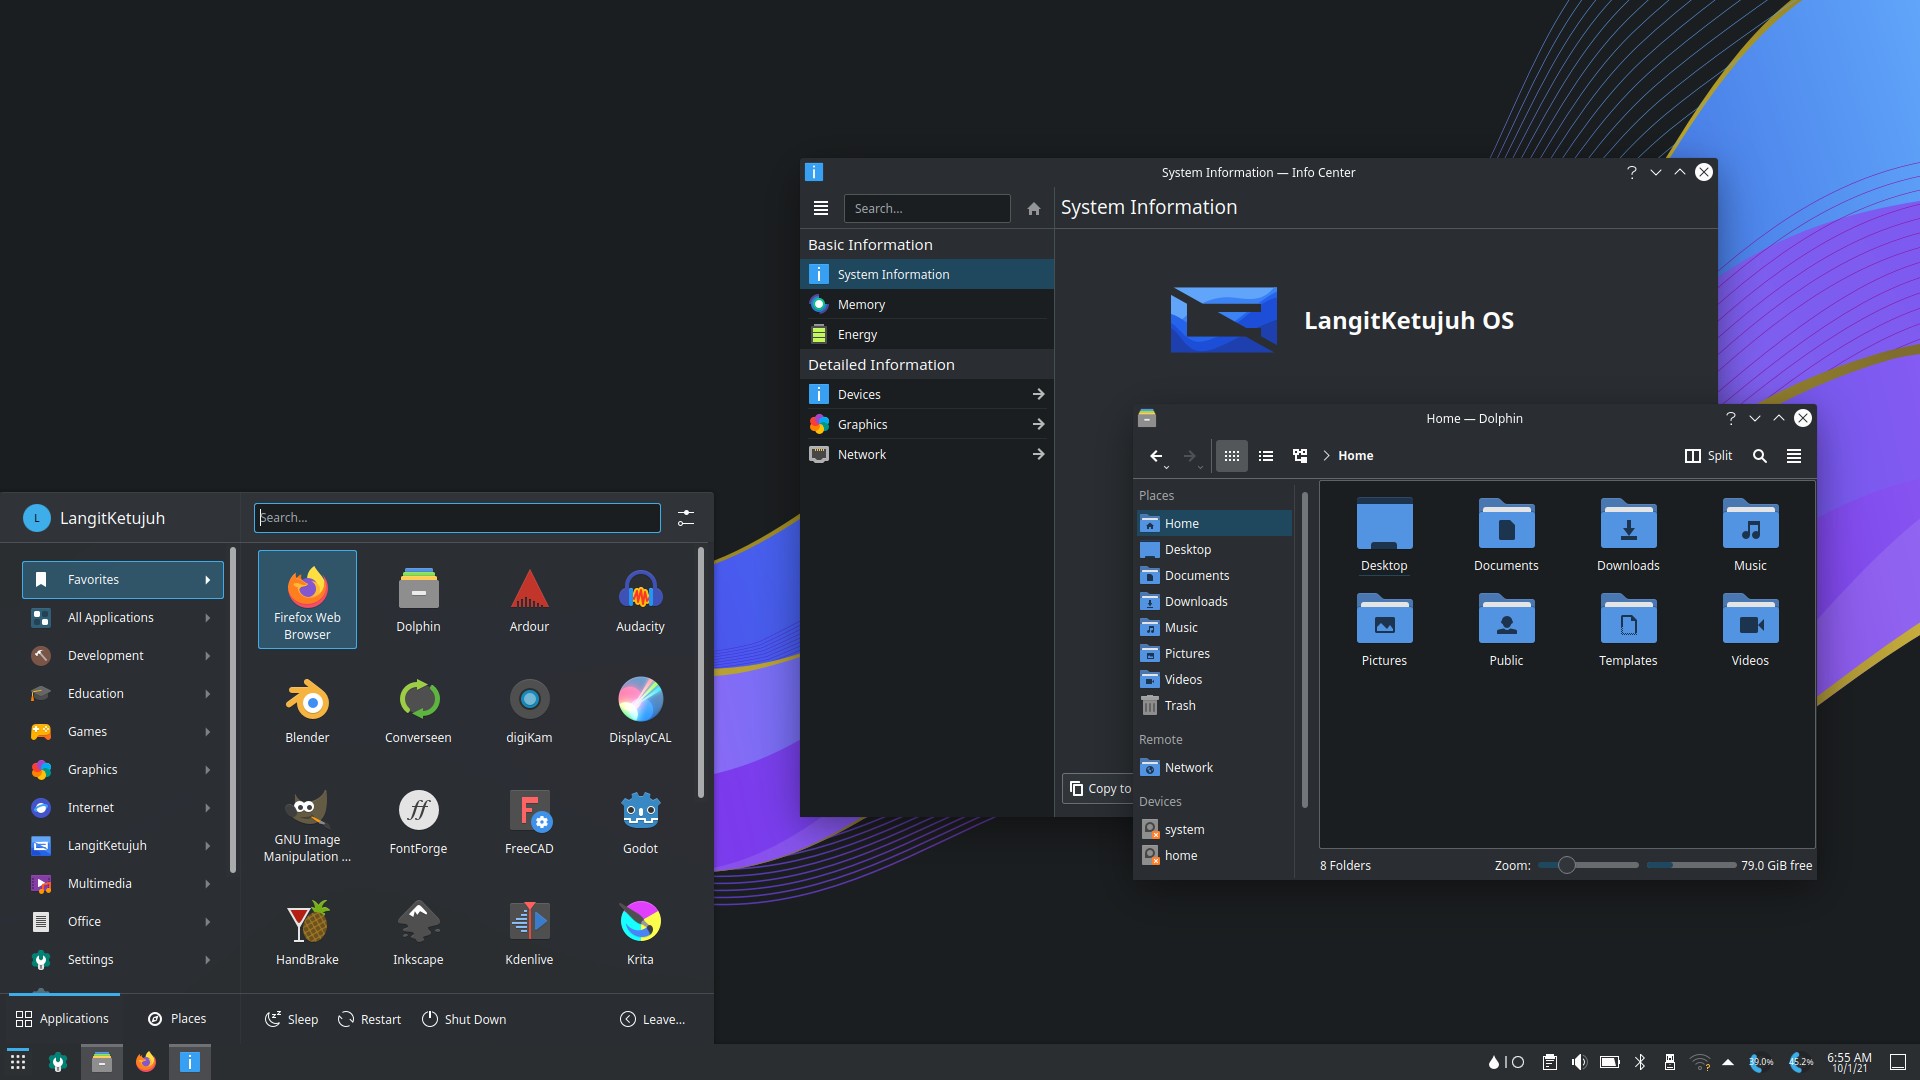 System Information — Info Center
Search...
System Information
Basic Information
System Information
Memory
Energy
Detailed Information
Devices
Graphics
Network
LangitKetujuh OS
Copy to
Home — Dolphin
Home
Split
Places
Home
Desktop
Documents
Downloads
Music
Pictures
Videos
Trash
Remote
Network
Devices
system
home
Desktop
Documents
Downloads
Music
Pictures
Public
Templates
Videos
8 Folders
Zoom:
79.0 GiB free
L
LangitKetujuh
Search...
Favorites
All Applications
Development
Education
Games
Graphics
Internet
LangitKetujuh
Multimedia
Office
Settings
Firefox Web
Browser
Dolphin
Ardour
Audacity
Blender
Converseen
digiKam
DisplayCAL
GNU Image
Manipulation ...
FontForge
FreeCAD
Godot
HandBrake
Inkscape
Kdenlive
Krita
Applications
Places
Sleep
Restart
Shut Down
Leave...
39.0%
45.2%
6:55 AM
10/1/21